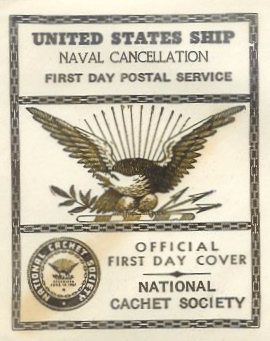 UNITED STATES SHIP
NAVAL CANCELLATION
FIRST DAY POSTAL SERVICE
OFFICIAL
FIRST DAY COVER
NATIONAL
CACHET SOCIETY
NATIONAL CACHET SOCIETY